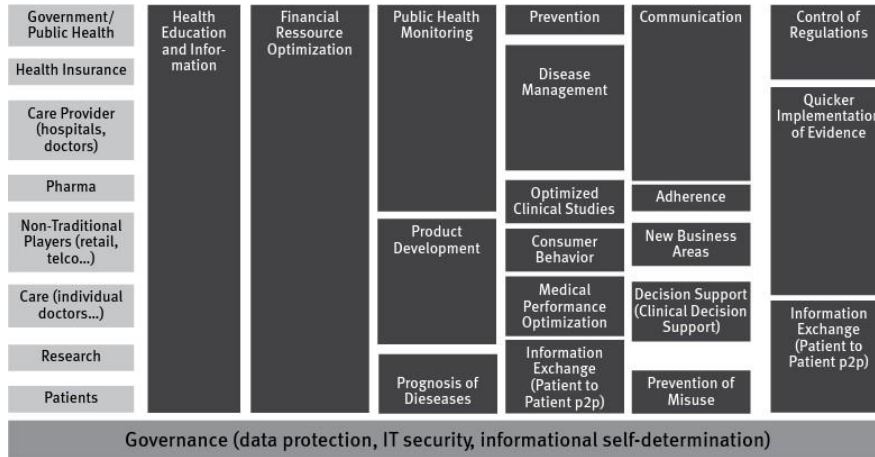 Government/
Public Health
Health Insurance
Care Provider
(hospitals,
doctors)
Pharma
Non-Traditional
Players (retail,
telco...)
Care (individual
doctors...)
Research
Patients
Health
Education
and Infor-
mation
Financial
Ressource
Optimization
Public Health
Monitoring
Product
Development
Prognosis of
Dieseases
Prevention
Disease
Management
Optimized
Clinical Studies
Consumer
Behavior
Medical
Performance
Optimization
Information
Exchange
(Patient to
Patient p2p)
Communication
Adherence
New Business
Areas
Decision Support
(Clinical Decision
Support)
Prevention of
Misuse
Control of
Regulations
Quicker
Implementation
of Evidence
Information
Exchange
(Patient to
Patient p2p)
Governance (data protection, IT security, informational self-determination)